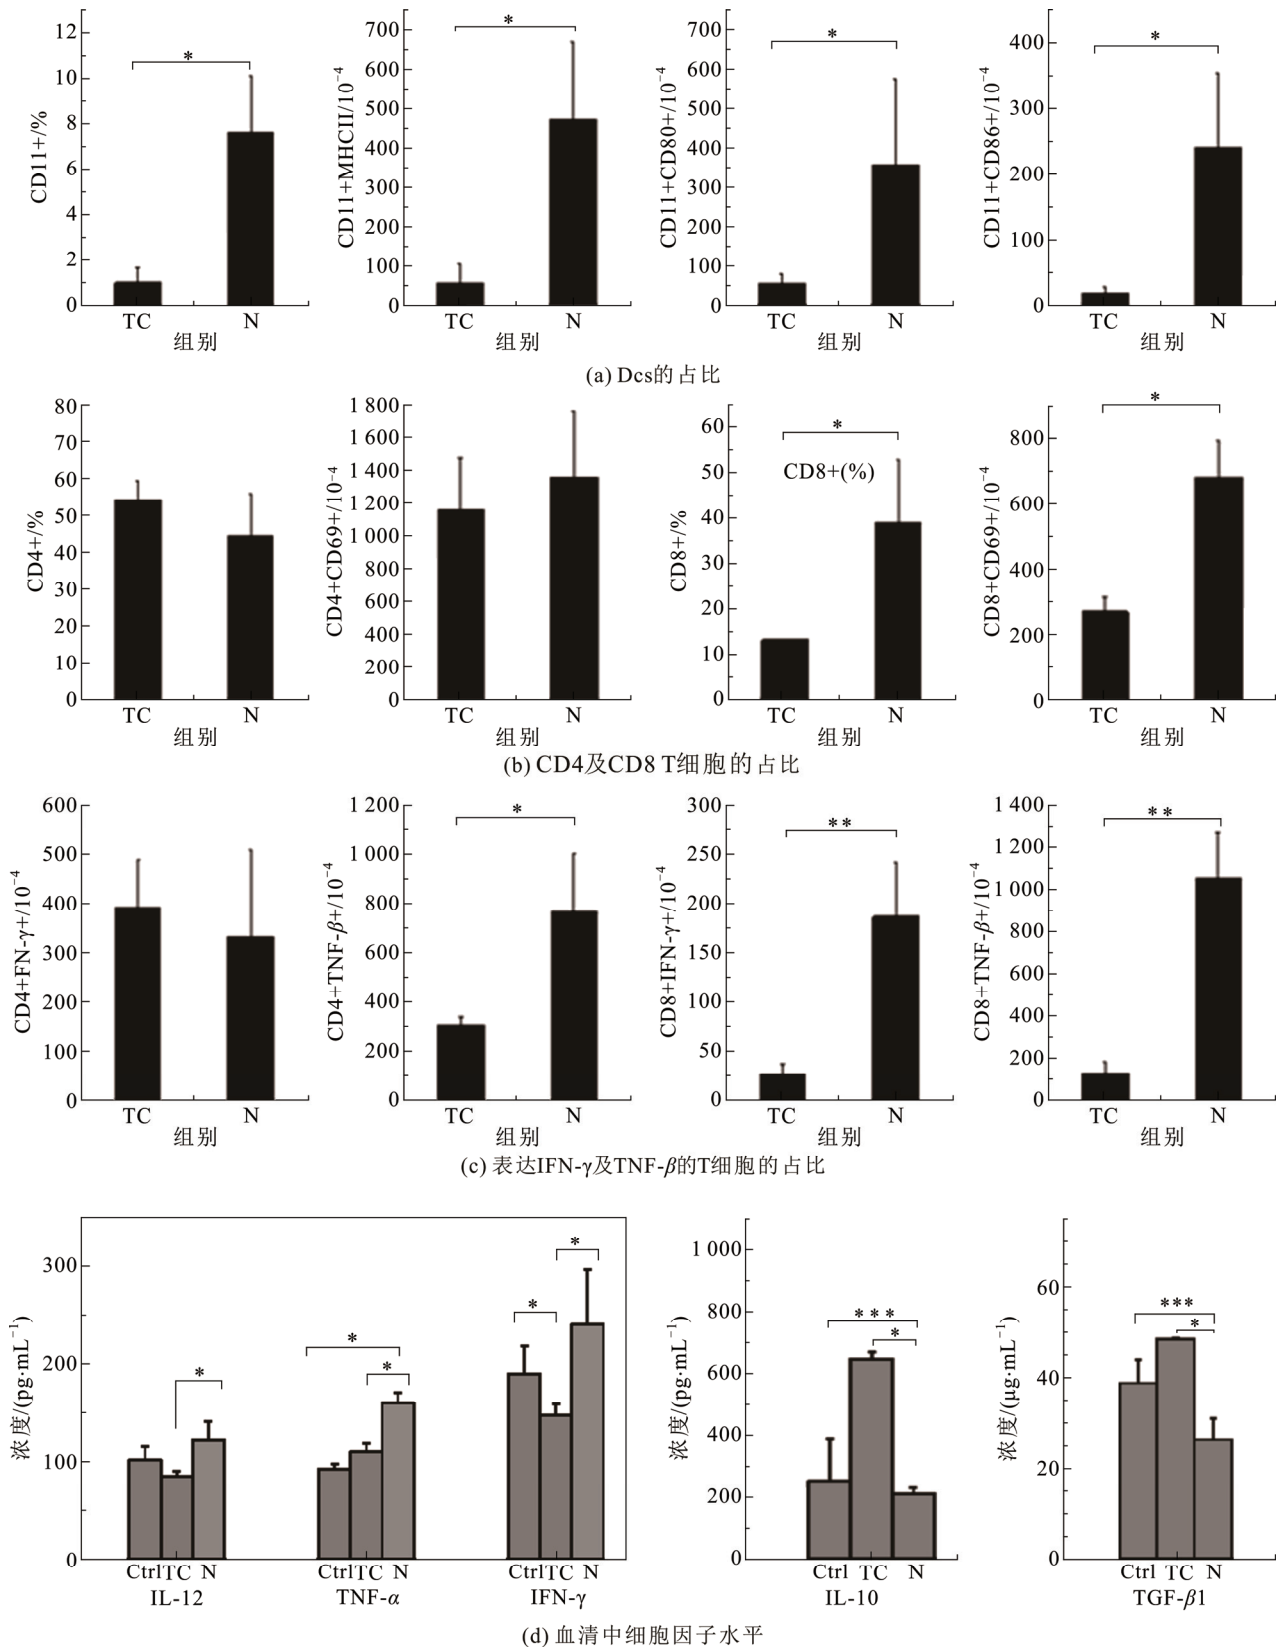 12
10
8
6
4
2
0
CD11+/%
*
TC N
组别
700
600
500
400
300
200
100
0
CD11+MHCII/10⁻⁴
*
TC N
组别
700
600
500
400
300
200
100
0
CD11+CD80+/10⁻⁴
*
TC N
组别
400
300
200
100
0
CD11+CD86+/10⁻⁴
*
TC N
组别
(a) Dcs的占比
80
70
60
50
40
30
20
10
0
CD4+/%
TC N
组别
1 800
1 600
1 400
1 200
1 000
800
600
400
200
0
CD4+CD69+/10⁻⁴
TC N
组别
60
50
40
30
20
10
0
CD8+/%
*
CD8+(%)
TC N
组别
800
600
400
200
0
CD8+CD69+/10⁻⁴
*
TC N
组别
(b) CD4及CD8 T细胞的占比
600
500
400
300
200
100
0
CD4+FN-γ+/10⁻⁴
TC N
组别
1 200
1 000
800
600
400
200
0
CD4+TNF-β+/10⁻⁴
*
TC N
组别
300
250
200
150
100
50
0
CD8+IFN-γ+/10⁻⁴
**
TC N
组别
1 400
1 200
1 000
800
600
400
200
0
CD8+TNF-β+/10⁻⁴
**
TC N
组别
(c) 表达IFN-γ及TNF-β的T细胞的占比
300
200
100
0
浓度/(pg·mL⁻¹)
*
*
*
*
*
Ctrl TC N
IL-12
Ctrl TC N
TNF-α
Ctrl TC N
IFN-γ
1 000
800
600
400
200
0
浓度/(pg·mL⁻¹)
***
*
Ctrl TC N
IL-10
60
40
20
0
浓度/(μg·mL⁻¹)
***
*
Ctrl TC N
TGF-β1
(d) 血清中细胞因子水平